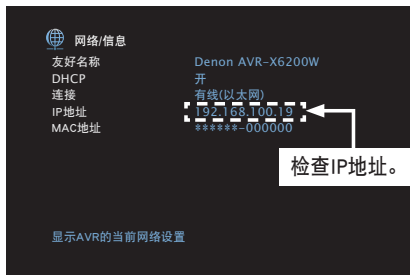 网络/信息
友好名称 Denon AVR-X6200W
DHCP 开
连接 有线(以太网)
IP地址 192.168.100.19
MAC地址 ******-000000
检查IP地址。
显示AVR的当前网络设置